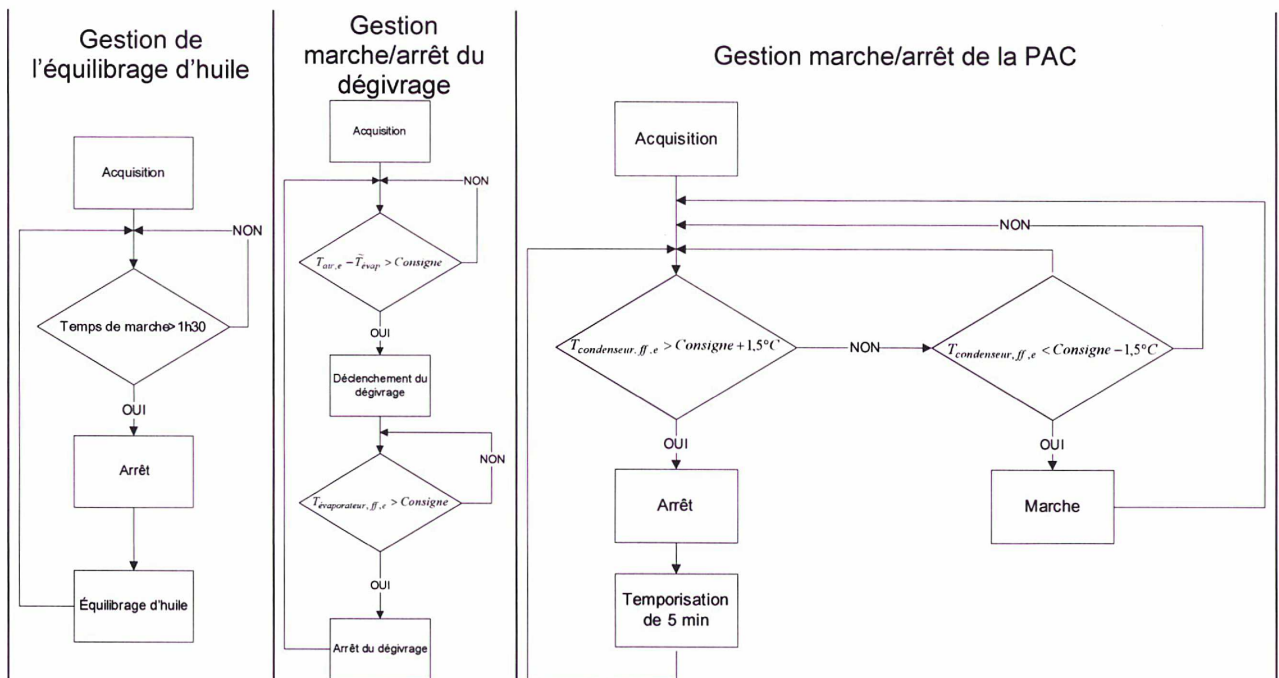 Gestion de
l'équilibrage d'huile
Acquisition
NON
Temps de marche>1h30
OUI
Arrêt
Équilibrage d'huile
Gestion
marche/arrêt du
dégivrage
Acquisition
NON
T_air,e – T̃_évap > Consigne
OUI
Déclenchement du
dégivrage
NON
T_évaporateur,ff,e > Consigne
OUI
Arrêt du dégivrage
Gestion marche/arrêt de la PAC
Acquisition
NON
T_condenseur,ff,e > Consigne + 1,5°C
NON
T_condenseur,ff,e < Consigne – 1,5°C
OUI
OUI
Arrêt
Marche
Temporisation
de 5 min